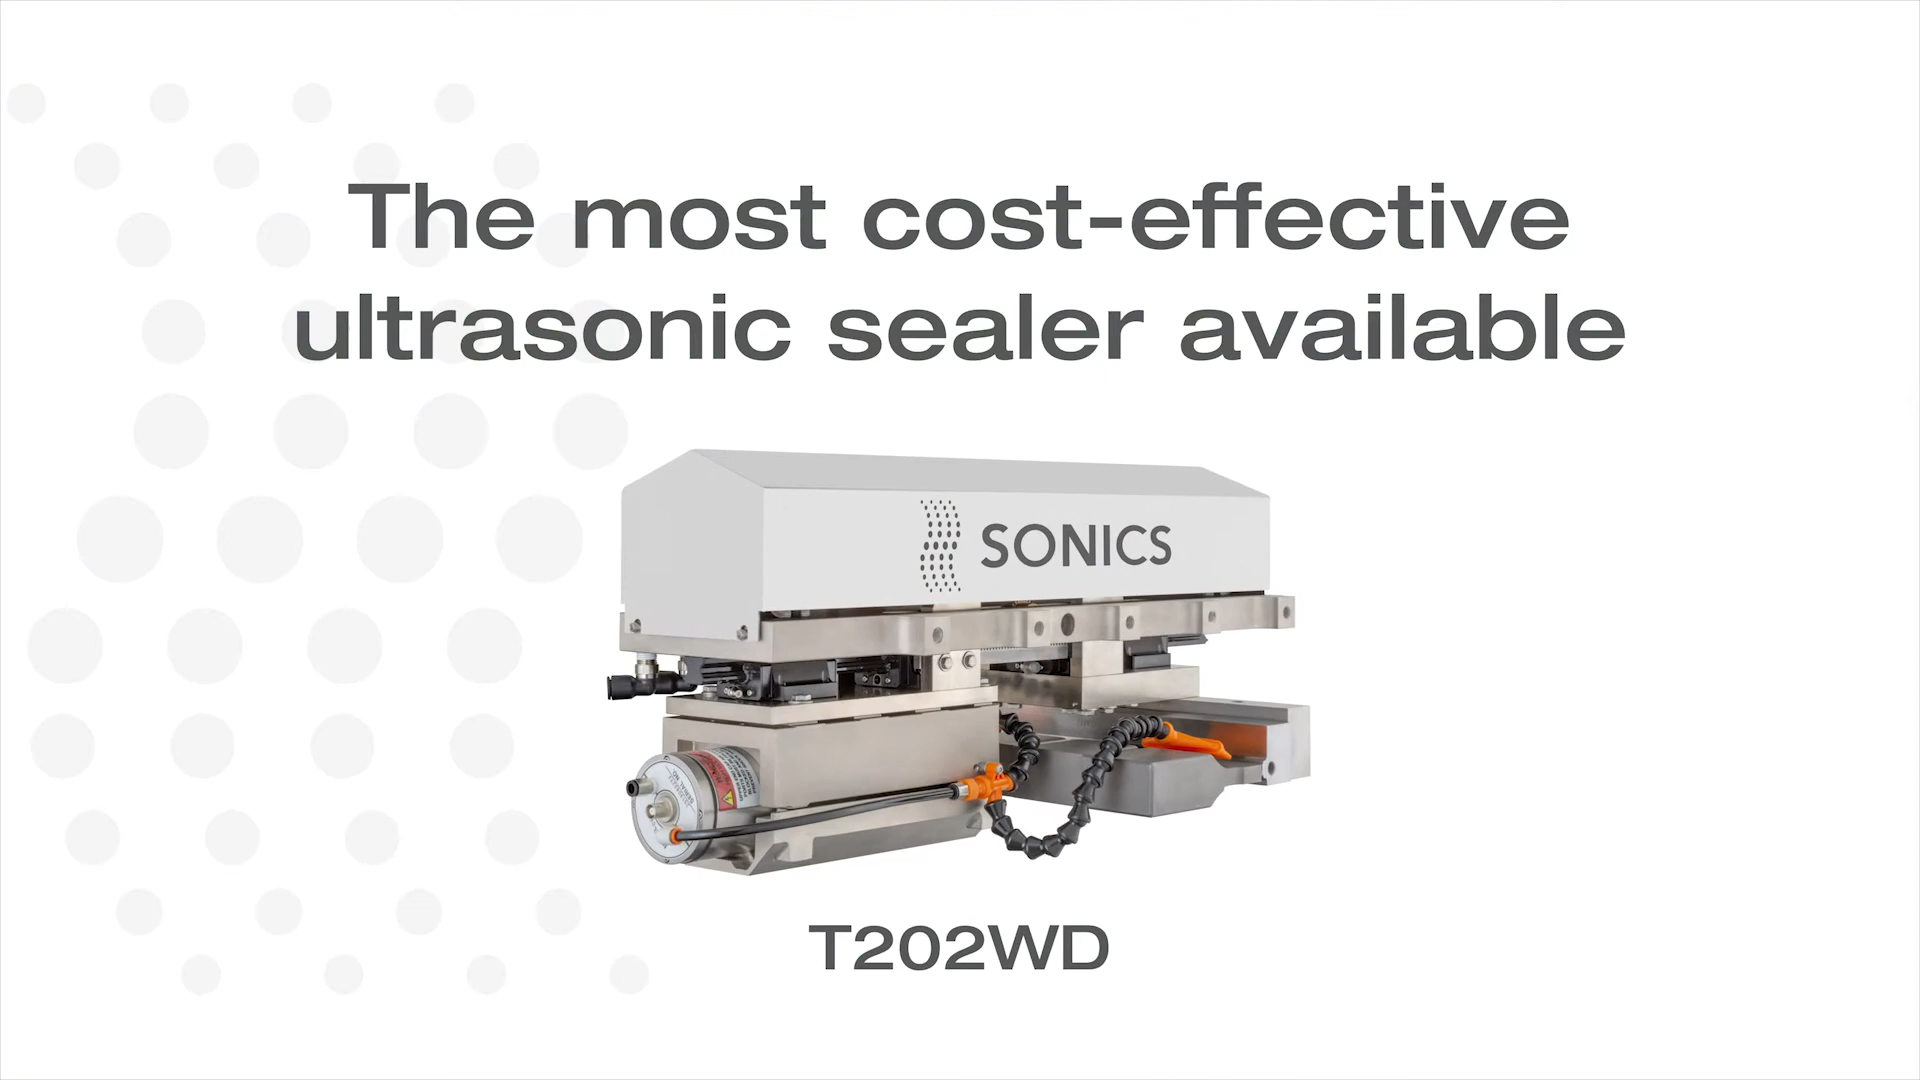 The most cost-effective
ultrasonic sealer available
SONICS
T202WD